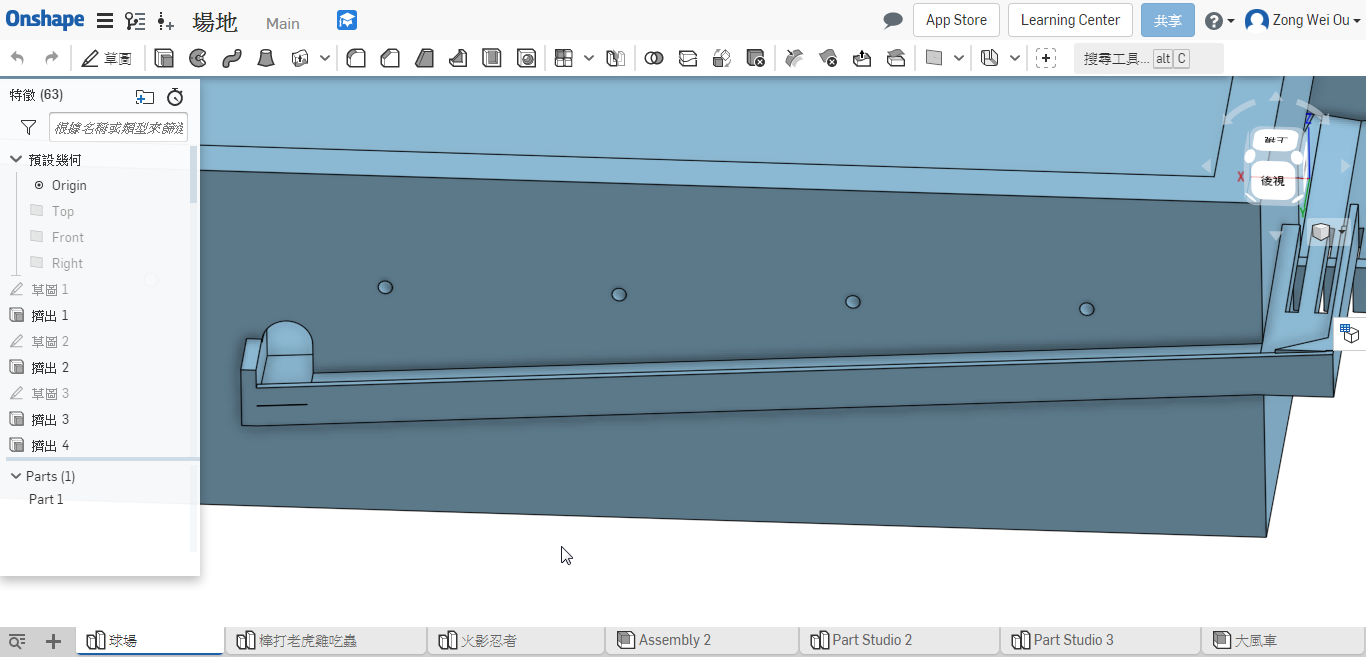 Onshape
場地
Main
App Store
Learning Center
共享
Zong Wei Ou
草圖
搜尋工具...
alt
C
特徵 (63)
根據名稱或類型來篩選
預設幾何
Origin
Top
Front
Right
草圖 1
擠出 1
草圖 2
擠出 2
草圖 3
擠出 3
擠出 4
Parts (1)
Part 1
Z
X
後視
球場
棒打老虎雞吃蟲
火影忍者
Assembly 2
Part Studio 2
Part Studio 3
大風車